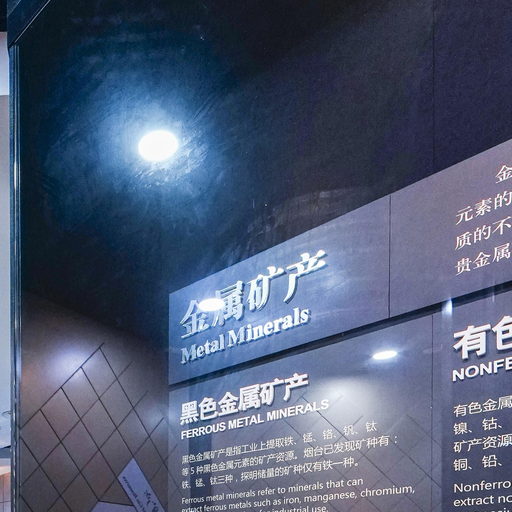 金属矿产
Metal Minerals
金
元素的
质的不
贵金属
黑色金属矿产
FERROUS METAL MINERALS
黑色金属矿产是指工业上提取铁、锰、铬、钒、钛
等5种黑色金属元素的矿产资源。烟台已发现矿种有：
铁、锰、钛三种，探明储量的矿种仅有铁一种。
Ferrous metal minerals refer to minerals that can
extract ferrous metals such as iron, manganese, chromium,
industrial use.
有色
NONFE
有色金属
镍、钴、
矿产资源
铜、铅、
Nonferro
extract no